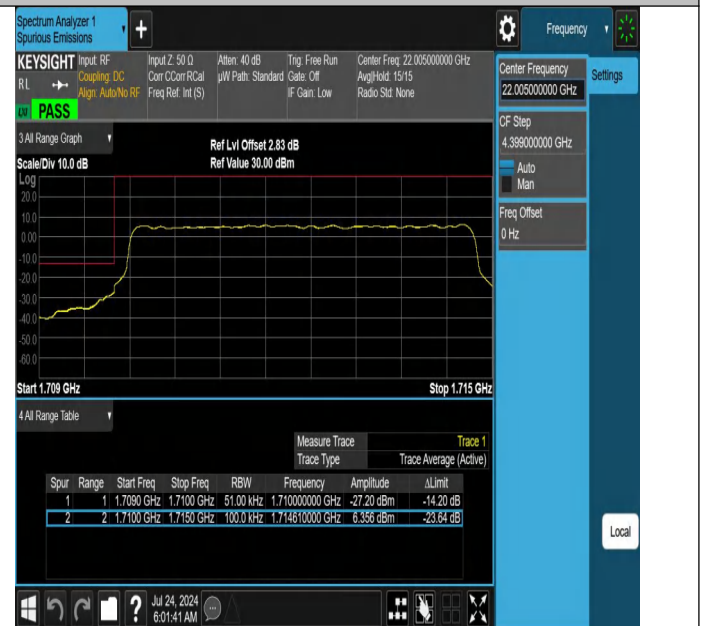 Spectrum Analyzer 1
Spurious Emissions
+
Frequency
KEYSIGHT
RL
PASS
Input: RF
Coupling: DC
Align: Auto/No RF
Input Z: 50 Ω
Corr CCorr RCal
Freq Ref: Int (S)
Atten: 40 dB
µW Path: Standard
Trig: Free Run
Gate: Off
IF Gain: Low
Center Freq: 22.005000000 GHz
Avg|Hold: 15/15
Radio Std: None
Center Frequency
22.005000000 GHz
Settings
CF Step
4.399000000 GHz
Auto
Man
Freq Offset
0 Hz
3 All Range Graph
Scale/Div 10.0 dB
Ref Lvl Offset 2.83 dB
Ref Value 30.00 dBm
Log
20.0
10.0
0.00
-10.0
-20.0
-30.0
-40.0
-50.0
-60.0
Start 1.709 GHz
Stop 1.715 GHz
4 All Range Table
Measure Trace Trace 1
Trace Type Trace Average (Active)
Spur Range Start Freq Stop Freq RBW Frequency Amplitude ΔLimit
1 1 1.7090 GHz 1.7100 GHz 51.00 kHz 1.710000000 GHz -27.20 dBm -14.20 dB
2 2 1.7100 GHz 1.7150 GHz 100.0 kHz 1.714610000 GHz 6.356 dBm -23.64 dB
Local
?
Jul 24, 2024
6:01:41 AM